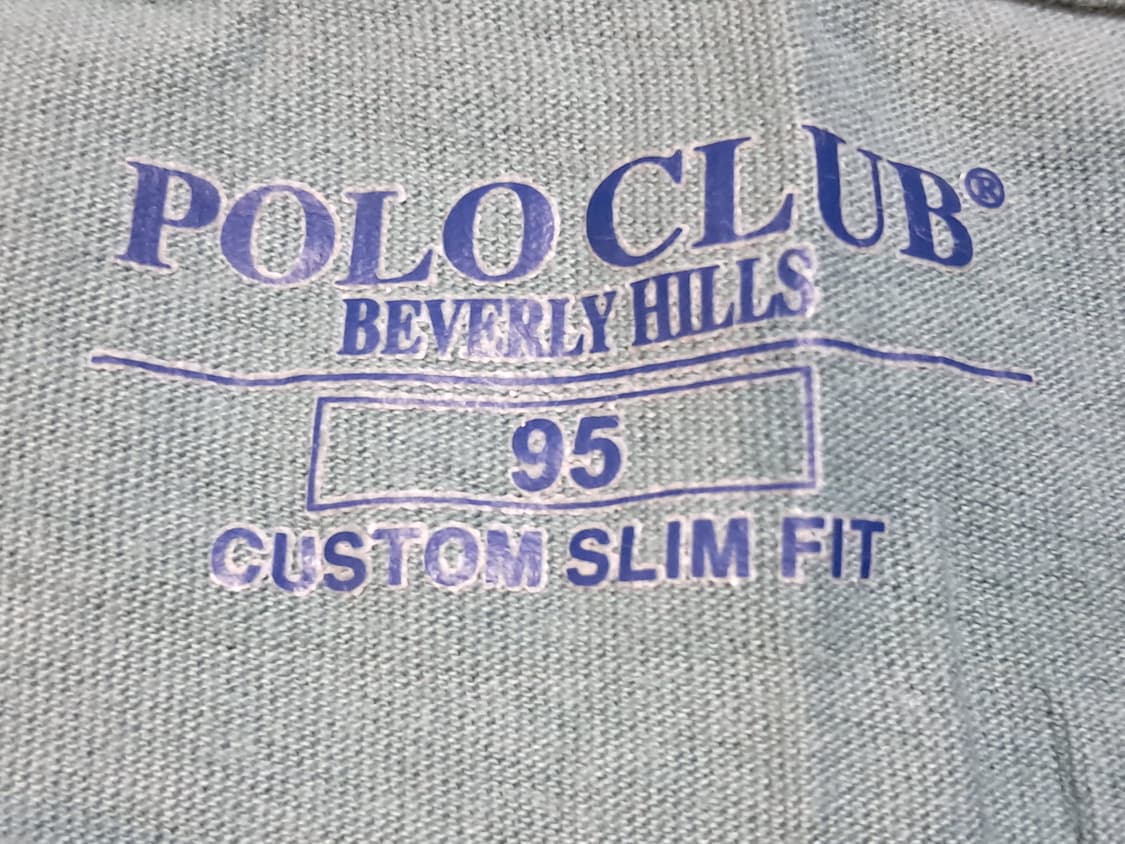 POLO CLUB®
BEVERLY HILLS
95
CUSTOM SLIM FIT